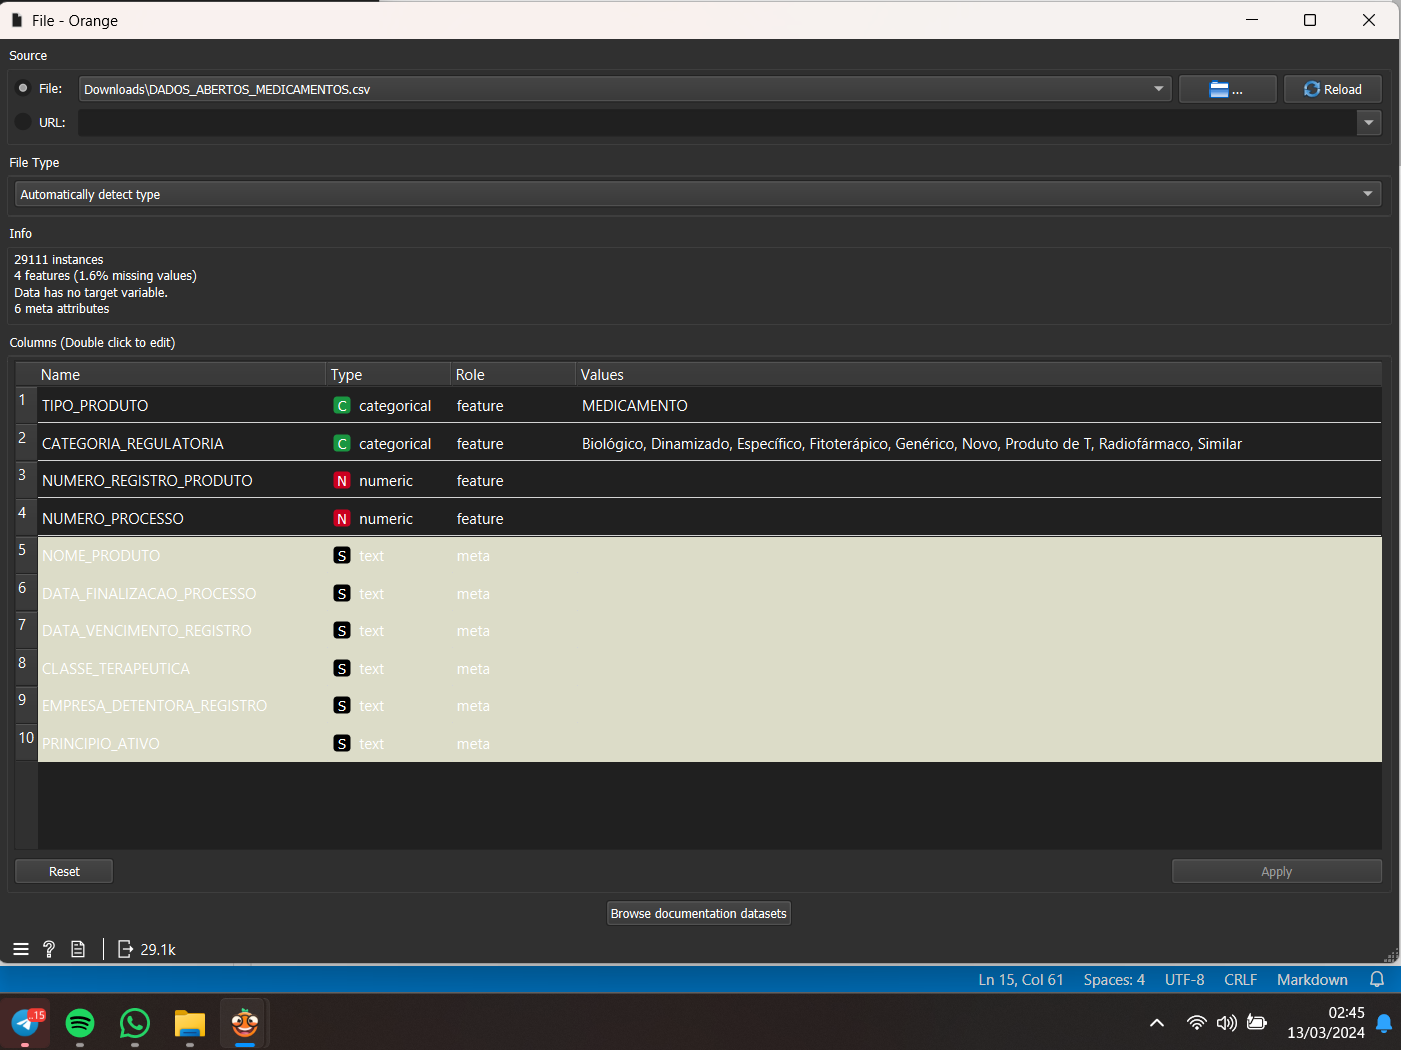 File - Orange
Source
File: Downloads\DADOS_ABERTOS_MEDICAMENTOS.csv ... Reload
URL:
File Type
Automatically detect type
Info
29111 instances
4 features (1.6% missing values)
Data has no target variable.
6 meta attributes
Columns (Double click to edit)
Name Type Role Values
1 TIPO_PRODUTO C categorical feature MEDICAMENTO
2 CATEGORIA_REGULATORIA C categorical feature Biológico, Dinamizado, Específico, Fitoterápico, Genérico, Novo, Produto de T, Radiofármaco, Similar
3 NUMERO_REGISTRO_PRODUTO N numeric feature
4 NUMERO_PROCESSO N numeric feature
5 NOME_PRODUTO S text meta
6 DATA_FINALIZACAO_PROCESSO S text meta
7 DATA_VENCIMENTO_REGISTRO S text meta
8 CLASSE_TERAPEUTICA S text meta
9 EMPRESA_DETENTORA_REGISTRO S text meta
10 PRINCIPIO_ATIVO S text meta
Reset Apply
Browse documentation datasets
? 29.1k
Ln 15, Col 61 Spaces: 4 UTF-8 CRLF Markdown
..15 02:45
13/03/2024